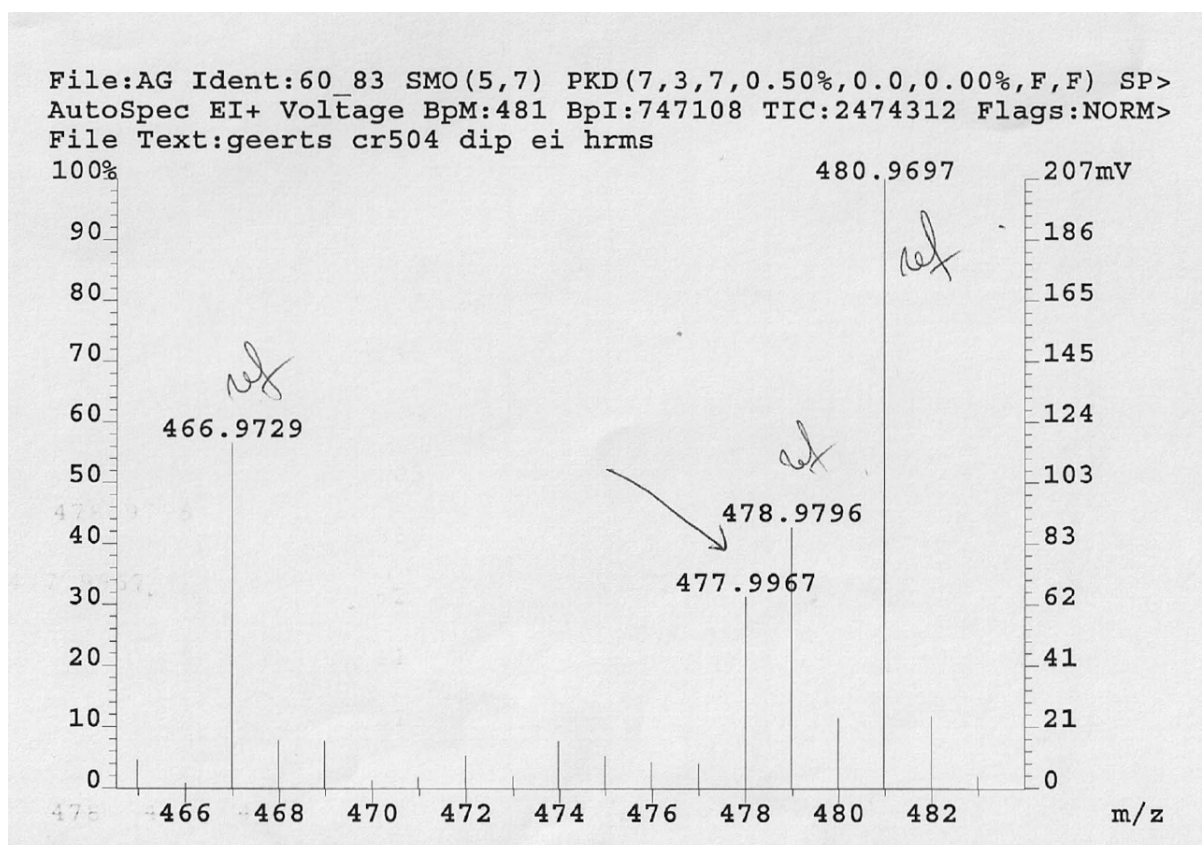 File:AG Ident:60_83 SMO(5,7) PKD(7,3,7,0.50%,0.0,0.00%,F,F) SP>
AutoSpec EI+ Voltage BpM:481 BpI:747108 TIC:2474312 Flags:NORM>
File Text:geerts cr504 dip ei hrms
100% 480.9697 207mV
90 186
ref
80 165
70 145
ref
60 124
466.9729
ref
50 103
478.9796
40 83
477.9967
30 62
20 41
10 21
0 0
466 468 470 472 474 476 478 480 482 m/z